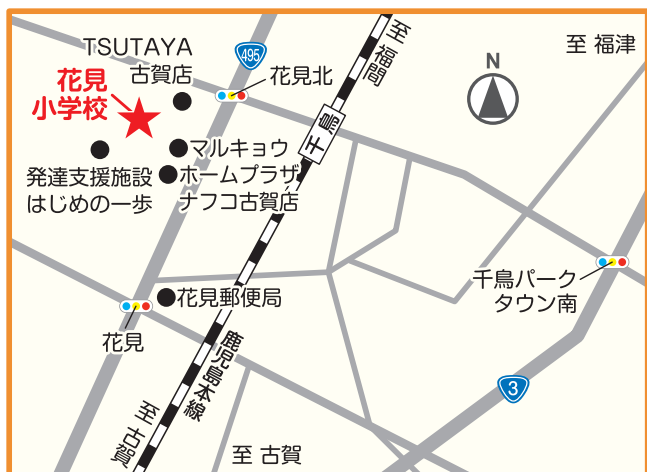 TSUTAYA
古賀店
495
花見北
至 福間
至 福津
N
花見
小学校
千鳥
マルキョウ
ホームプラザ
ナフコ古賀店
発達支援施設
はじめの一歩
千鳥パーク
タウン南
花見郵便局
花見
鹿児島本線
3
至 古賀
至 古賀